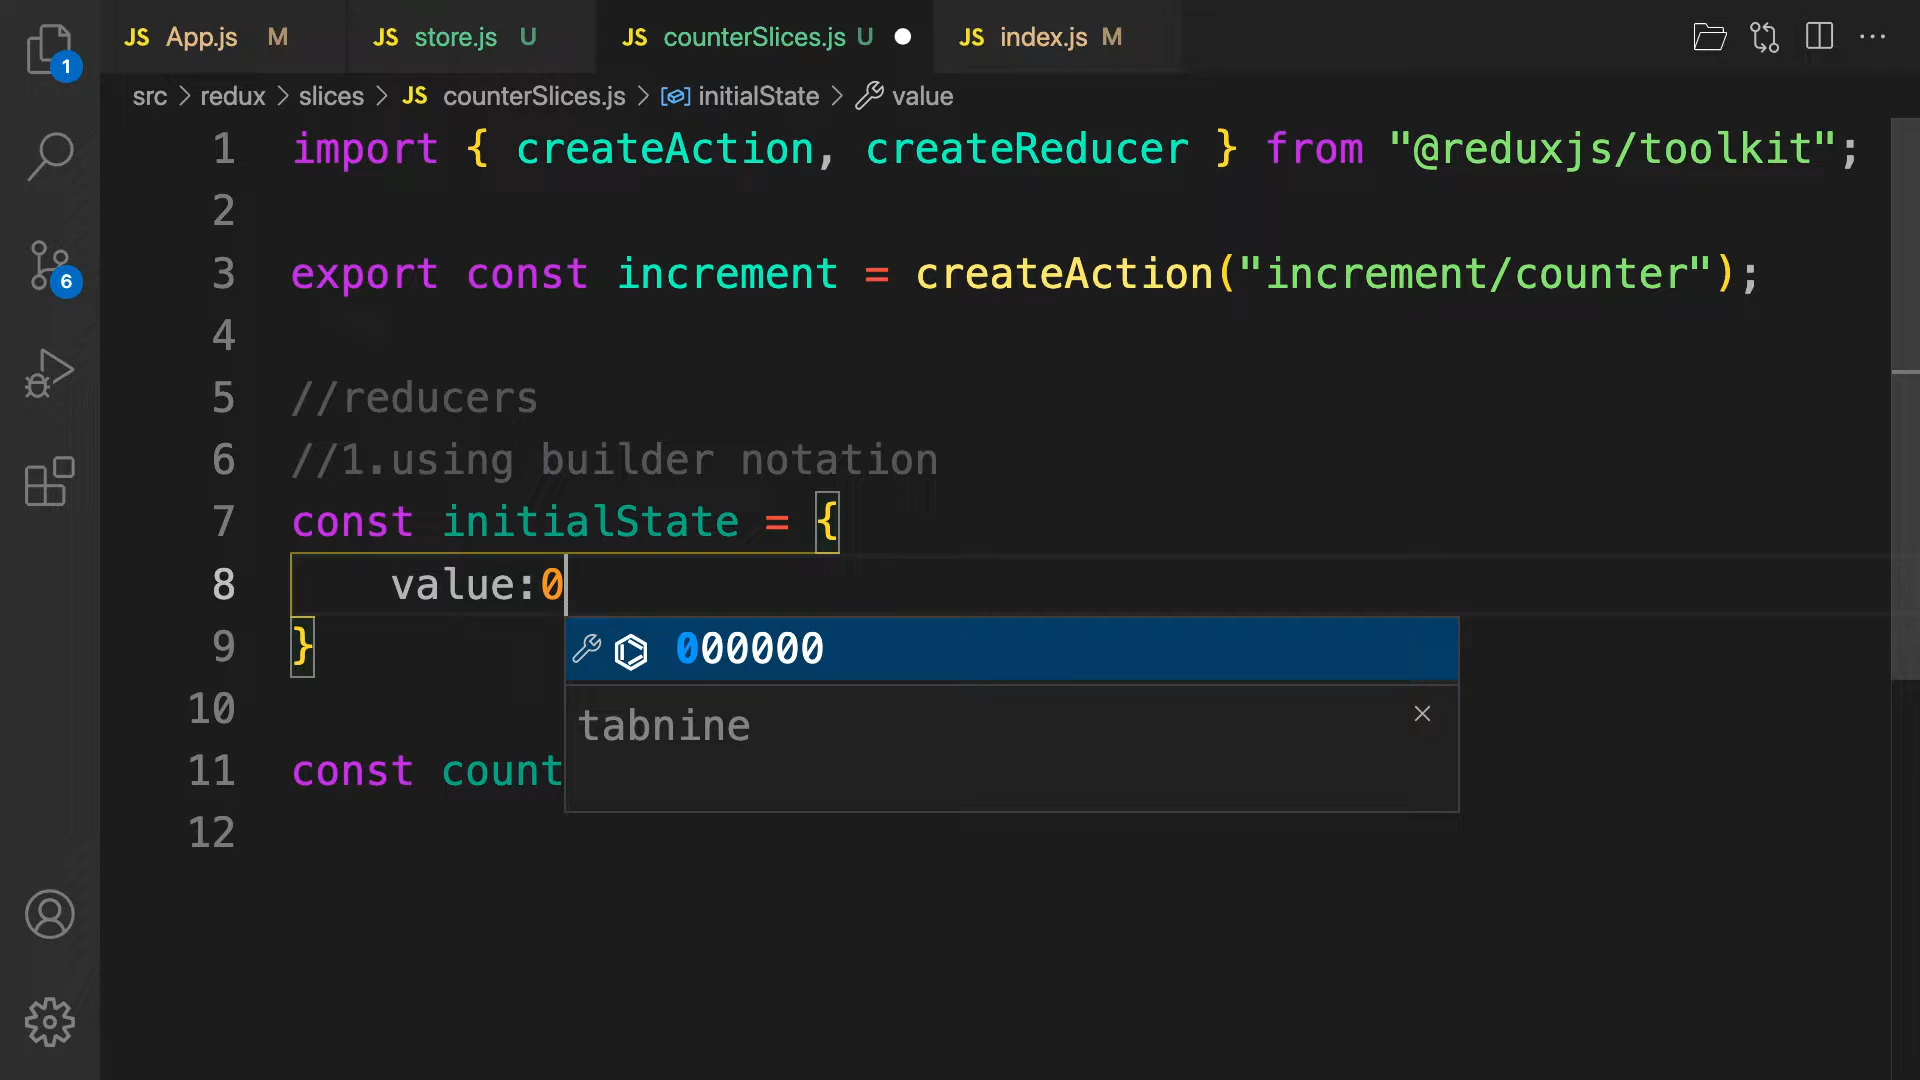 JS App.js M JS store.js U JS counterSlices.js U JS index.js M
1
src > redux > slices > JS counterSlices.js > initialState > value
1 import { createAction, createReducer } from "@reduxjs/toolkit";
2
3 export const increment = createAction("increment/counter");
4
5 //reducers
6 //1.using builder notation
7 const initialState = {
8 value:0
9 }
000000
10
tabnine
11 const count
12
6